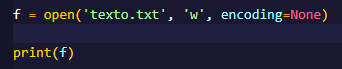 f = open('texto.txt', 'w', encoding=None)
print(f)